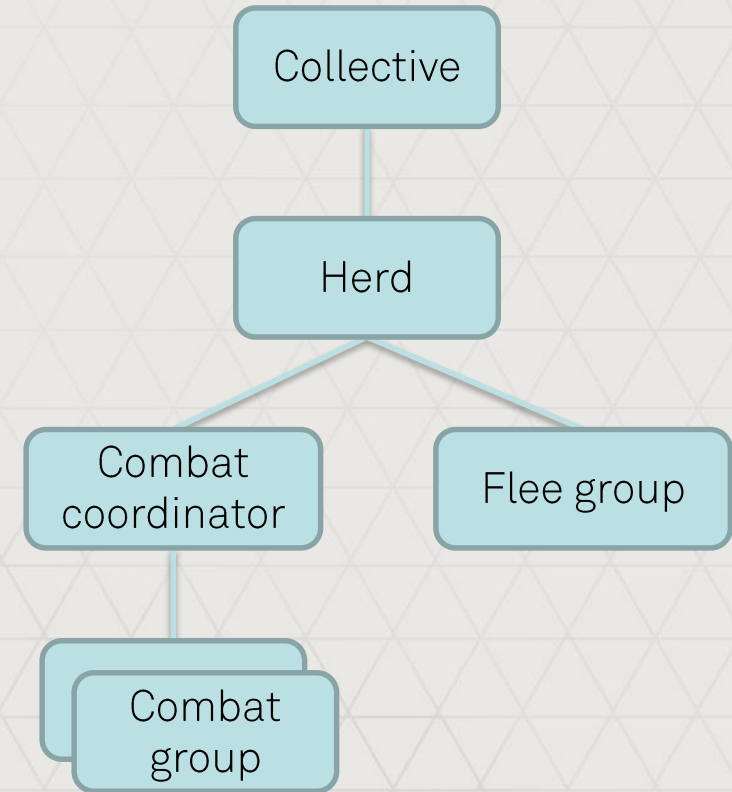 Collective
Herd
Combat
coordinator
Flee group
Combat
group